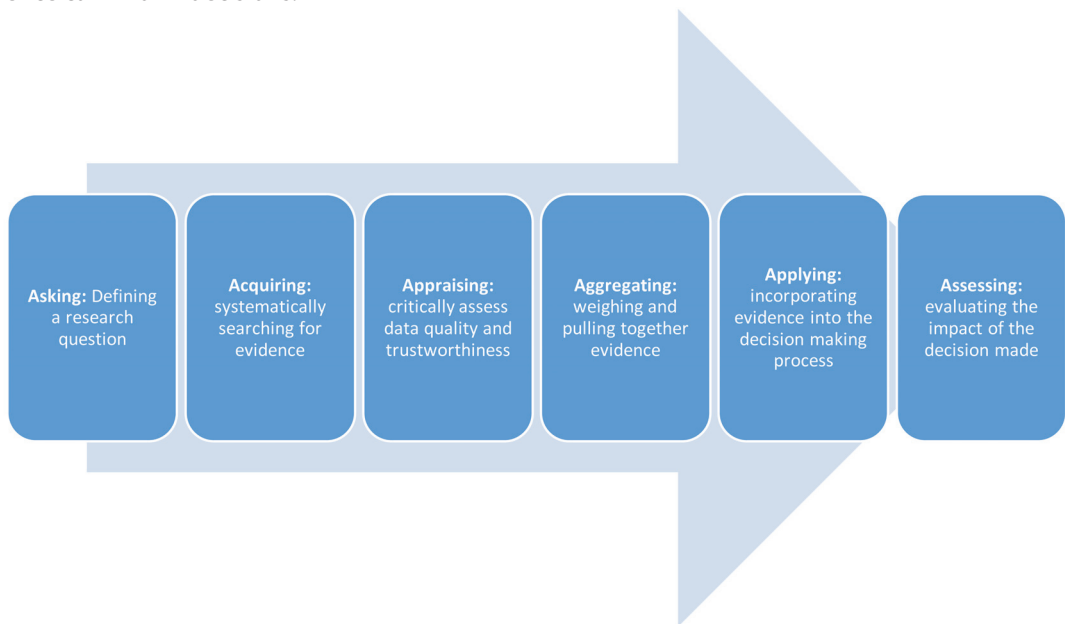 Asking: Defining
a research
question
Acquiring:
systematically
searching for
evidence
Appraising:
critically assess
data quality and
trustworthiness
Aggregating:
weighing and
pulling together
evidence
Applying:
incorporating
evidence into the
decision making
process
Assessing:
evaluating the
impact of the
decision made